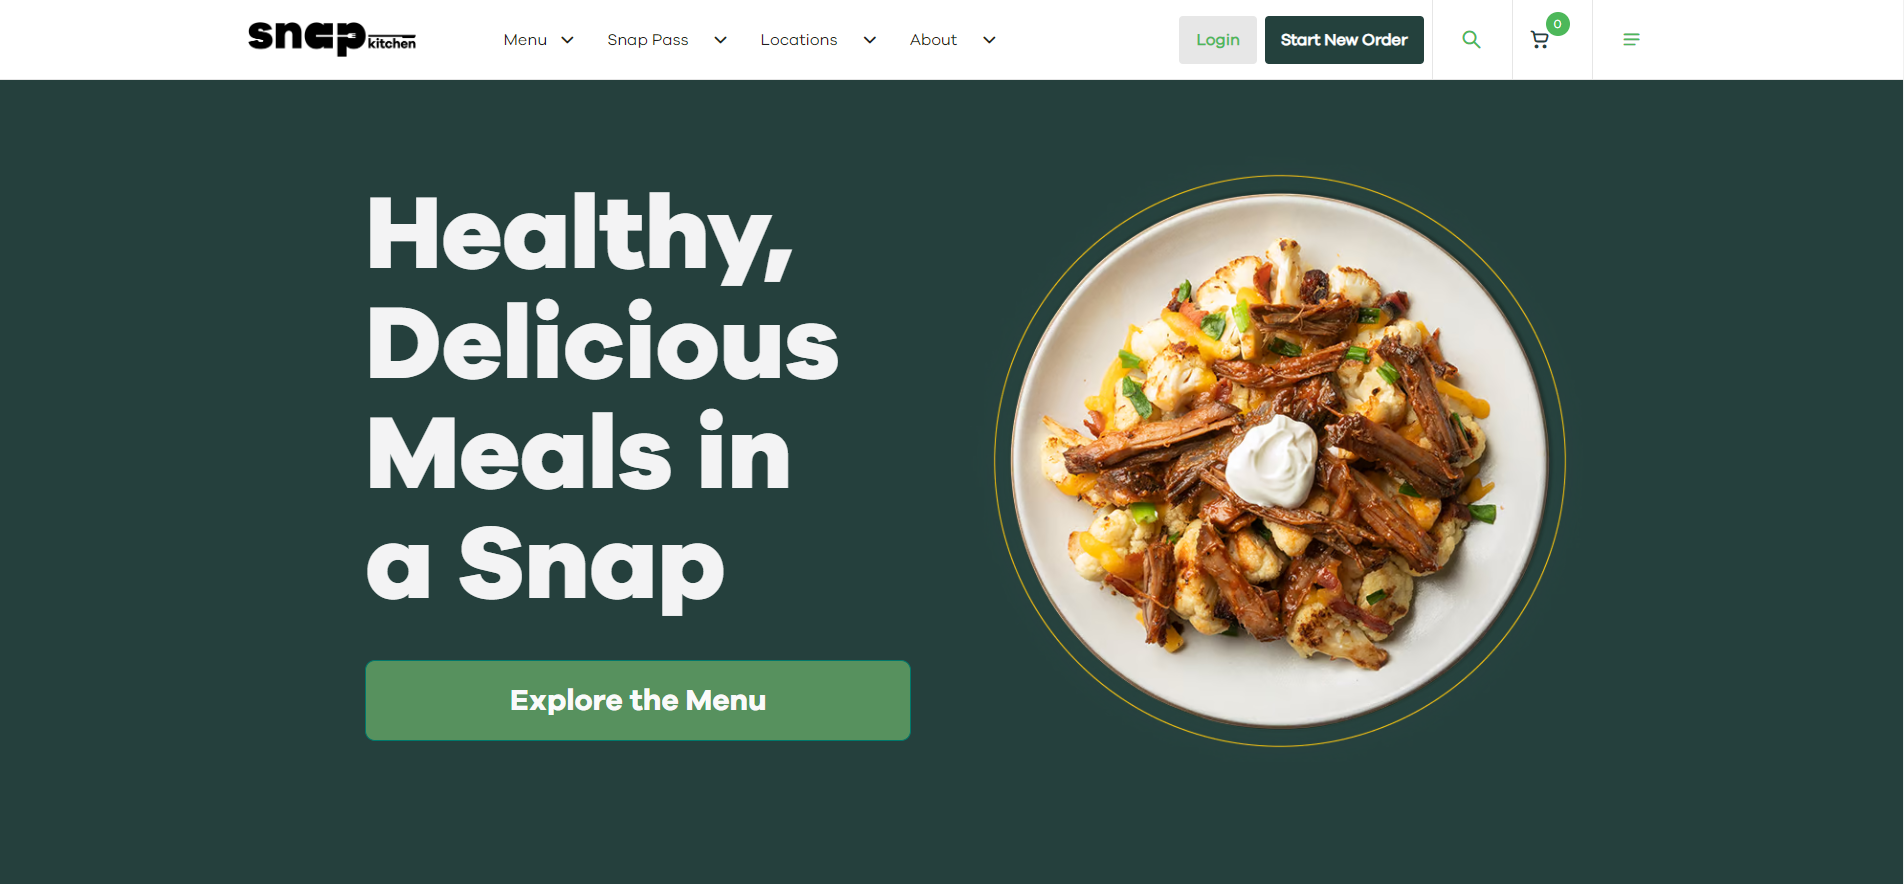 snap kitchen
Menu
Snap Pass
Locations
About
Login
Start New Order
0
Healthy,
Delicious
Meals in
a Snap
Explore the Menu